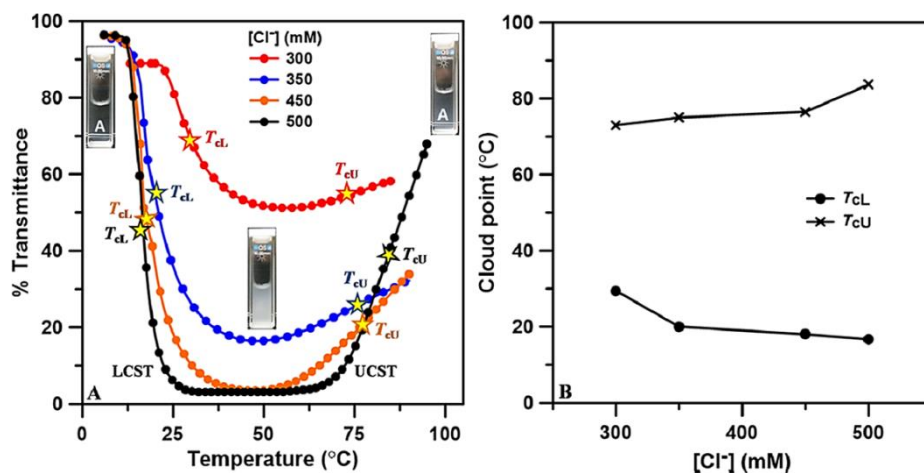 100
80
60
40
20
0
% Transmittance
0
25
50
75
100
Temperature (°C)
[Cl⁻] (mM)
300
350
450
500
A
A
TcL
TcU
TcL
TcU
TcL
TcU
TcL
TcU
LCST
UCST
A
100
80
60
40
20
0
Cloud point (°C)
TcL
TcU
B
300
400
500
[Cl⁻] (mM)